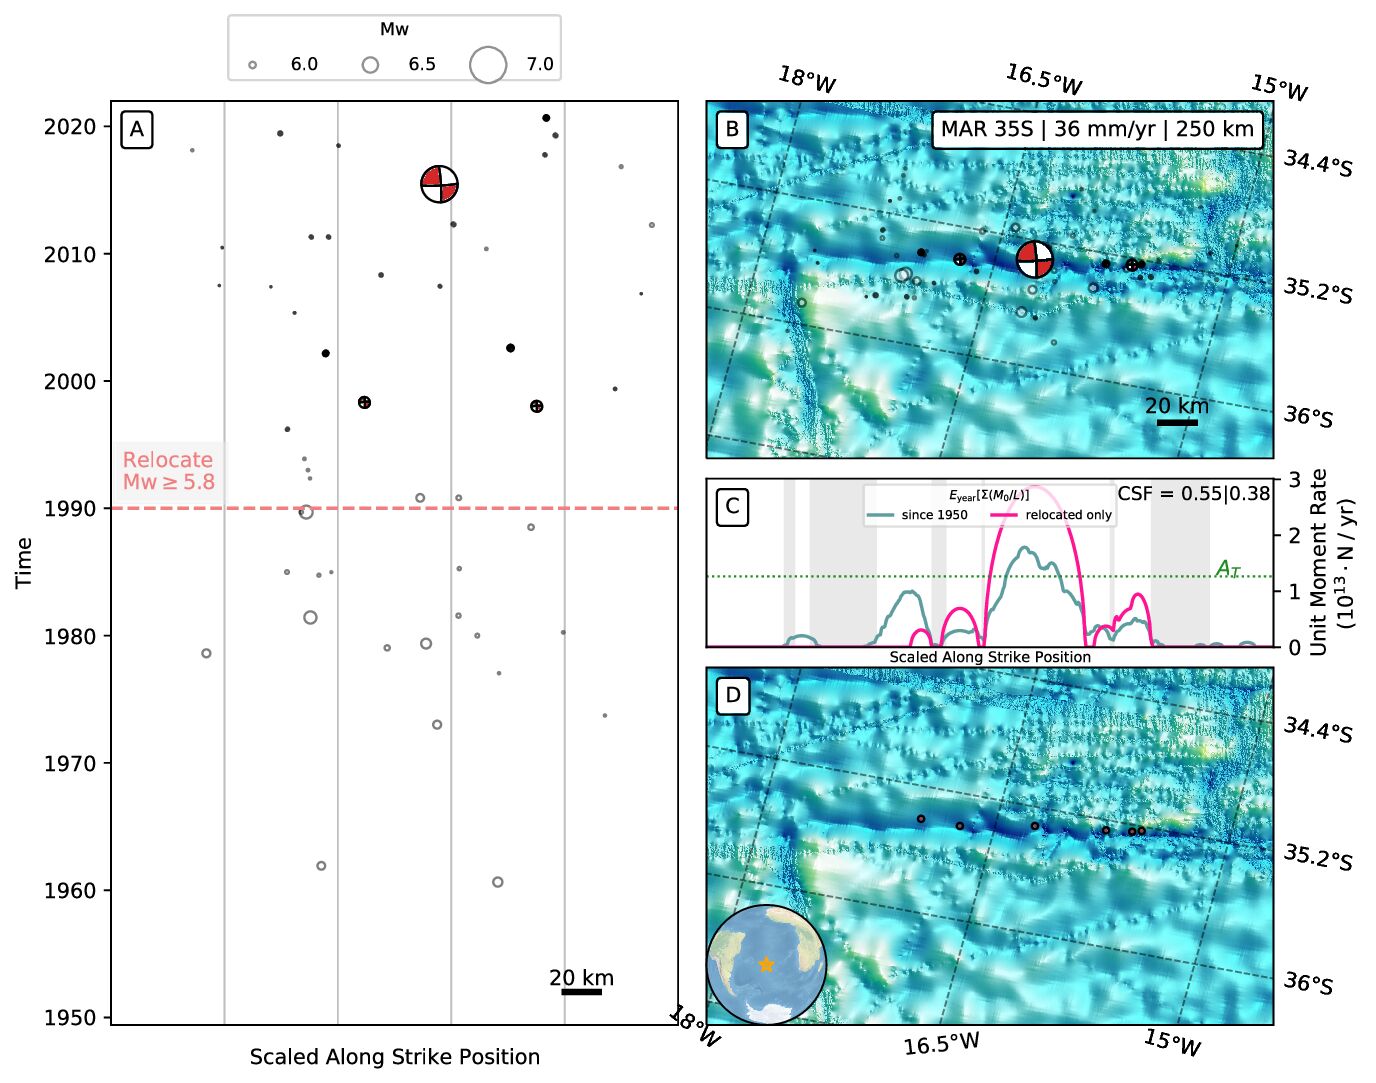 Mw
6.0 6.5 7.0
A
2020
2010
2000
1990
1980
1970
1960
1950
Time
Relocate
Mw ≥ 5.8
20 km
Scaled Along Strike Position
18°W 16.5°W 15°W
B
MAR 35S | 36 mm/yr | 250 km
34.4°S
35.2°S
36°S
20 km
C
E_year[Σ(M₀/L)]
since 1950 relocated only
CSF = 0.55|0.38
A_T
3
2
1
0
Unit Moment Rate
(10¹³ · N / yr)
Scaled Along Strike Position
D
34.4°S
35.2°S
36°S
18°W 16.5°W 15°W